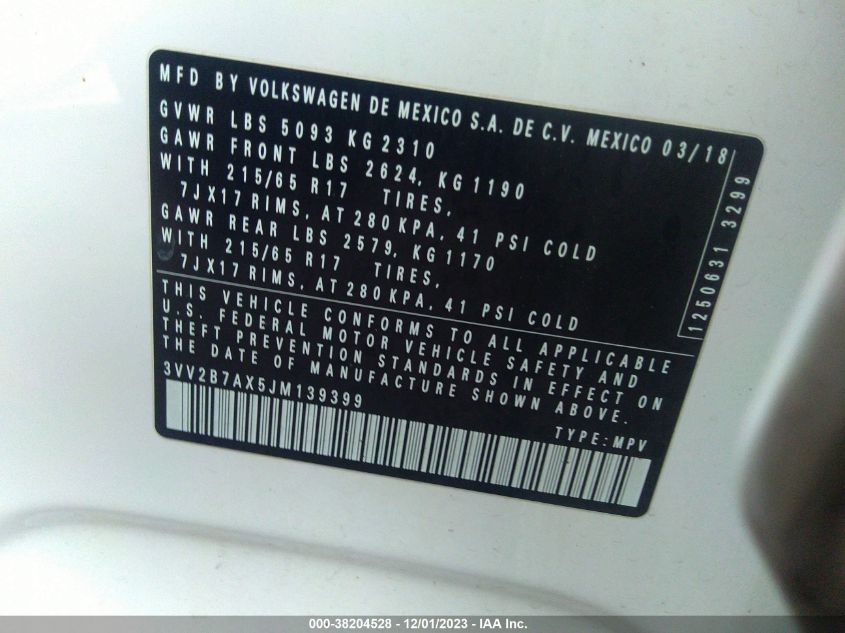 MFD BY VOLKSWAGEN DE MEXICO S.A. DE C.V. MEXICO 03/18
GVWR LBS 5093 KG 2310
GAWR FRONT LBS 2624, KG 1190
WITH 215/65 R17 TIRES,
7JX17 RIMS, AT 280 KPA, 41 PSI COLD
GAWR REAR LBS 2579, KG 1170
WITH 215/65 R17 TIRES,
7JX17 RIMS, AT 280 KPA, 41 PSI COLD
1250631 3299
THIS VEHICLE CONFORMS TO ALL APPLICABLE
U.S. FEDERAL MOTOR VEHICLE SAFETY AND
THEFT PREVENTION STANDARDS IN EFFECT ON
THE DATE OF MANUFACTURE SHOWN ABOVE.
3VV2B7AX5JM139399
TYPE: MPV
000-38204528 - 12/01/2023 - IAA Inc.